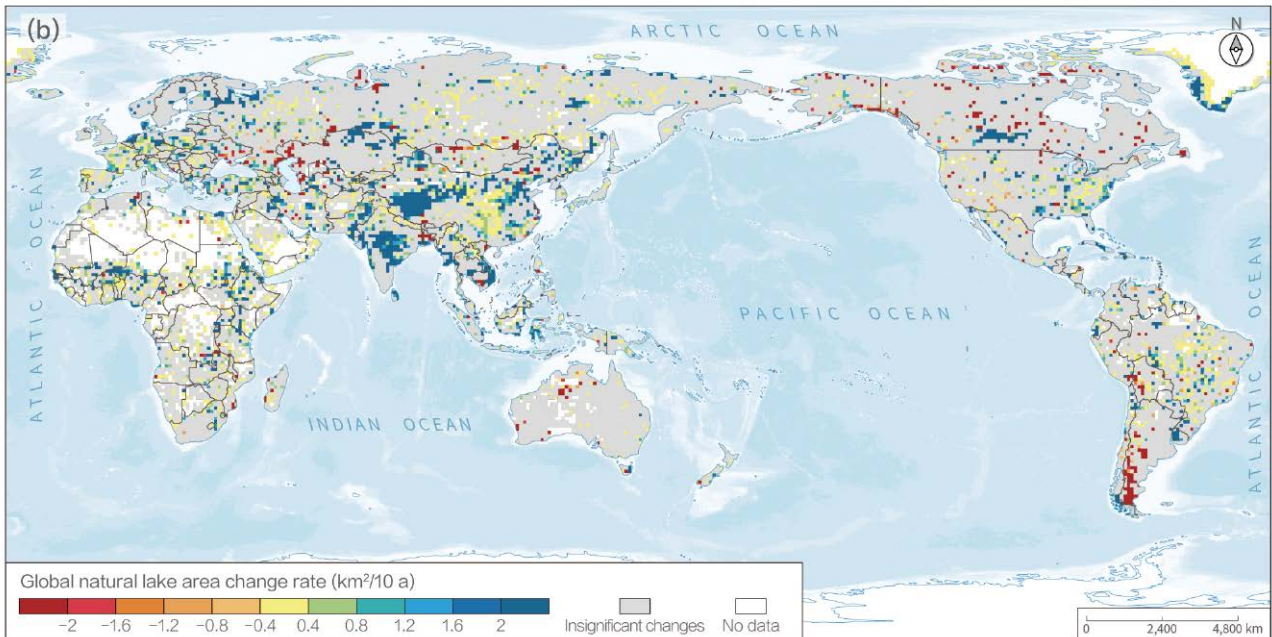 (b)
ARCTIC OCEAN
N
ATLANTIC OCEAN
PACIFIC OCEAN
INDIAN OCEAN
ATLANTIC OCEAN
Global natural lake area change rate (km²/10 a)
−2 −1.6 −1.2 −0.8 −0.4 0.4 0.8 1.2 1.6 2
Insignificant changes
No data
0 2,400 4,800 km